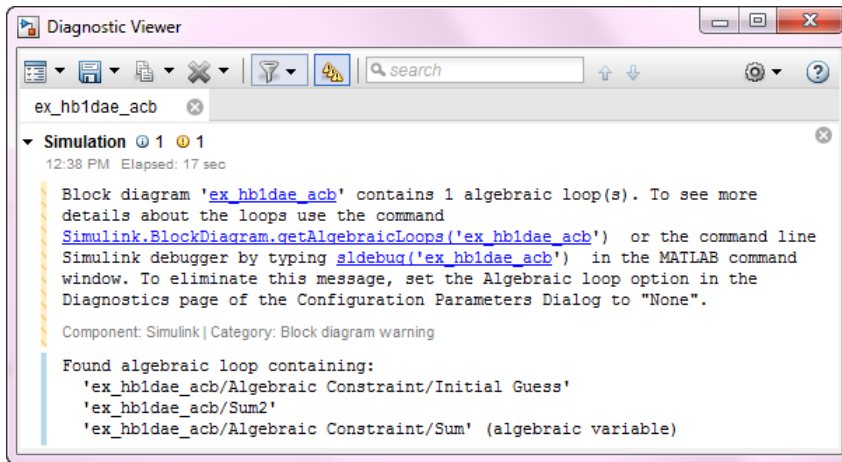 Diagnostic Viewer
search
ex_hb1dae_acb
Simulation 1 1
12:38 PM Elapsed: 17 sec
Block diagram 'ex_hb1dae_acb' contains 1 algebraic loop(s). To see more
details about the loops use the command
Simulink.BlockDiagram.getAlgebraicLoops('ex_hb1dae_acb') or the command line
Simulink debugger by typing sldebug('ex_hb1dae_acb') in the MATLAB command
window. To eliminate this message, set the Algebraic loop option in the
Diagnostics page of the Configuration Parameters Dialog to "None".
Component: Simulink | Category: Block diagram warning
Found algebraic loop containing:
'ex_hb1dae_acb/Algebraic Constraint/Initial Guess'
'ex_hb1dae_acb/Sum2'
'ex_hb1dae_acb/Algebraic Constraint/Sum' (algebraic variable)